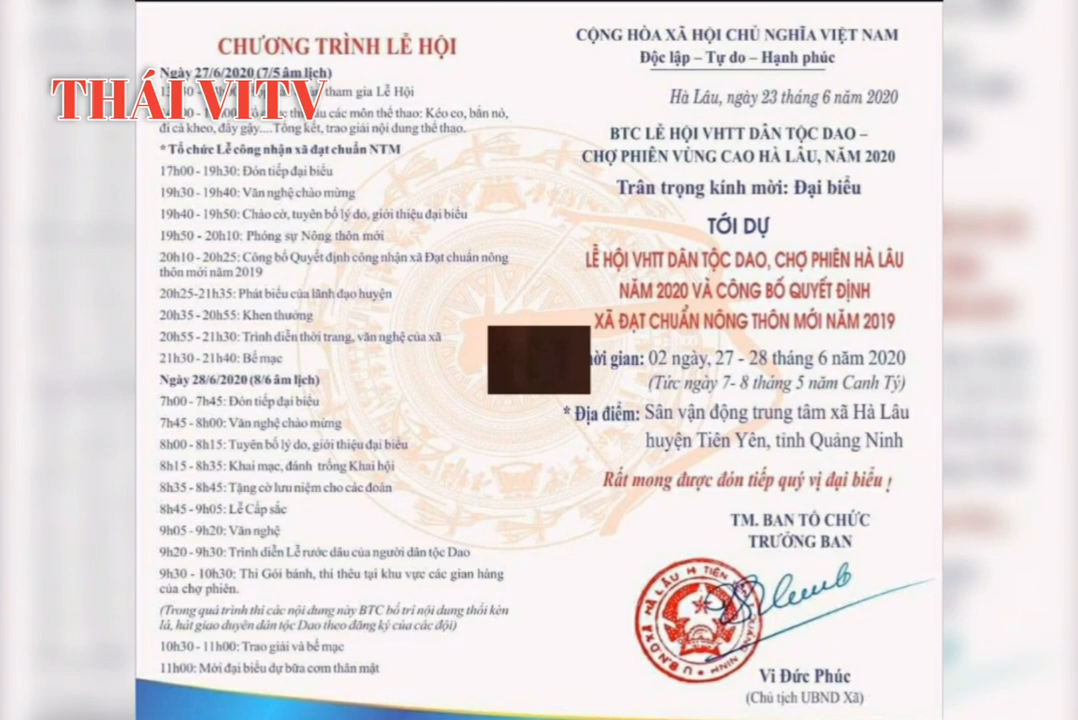 CHƯƠNG TRÌNH LỄ HỘI
Ngày 27/6/2020 (7/5 âm lịch)
THÁI VITV
tham gia Lễ Hội
đấu các môn thể thao: Kéo co, bắn nỏ,
đi cà kheo, đẩy gậy....Tổng kết, trao giải nội dung thể thao.
* Tổ chức Lễ công nhận xã đạt chuẩn NTM
17h00 - 19h30: Đón tiếp đại biểu
19h30 - 19h40: Văn nghệ chào mừng
19h40 - 19h50: Chào cờ, tuyên bố lý do, giới thiệu đại biểu
19h50 - 20h10: Phóng sự Nông thôn mới
20h10 - 20h25: Công bố Quyết định công nhận xã Đạt chuẩn nông
thôn mới năm 2019
20h25-21h35: Phát biểu của lãnh đạo huyện
20h35 - 20h55: Khen thưởng
20h55 - 21h30: Trình diễn thời trang, văn nghệ của xã
21h30 - 21h40: Bế mạc
Ngày 28/6/2020 (8/6 âm lịch)
7h00 - 7h45: Đón tiếp đại biểu
7h45 - 8h00: Văn nghệ chào mừng
8h00 - 8h15: Tuyên bố lý do, giới thiệu đại biểu
8h15 - 8h35: Khai mạc, đánh trống Khai hội
8h35 - 8h45: Tặng cờ lưu niệm cho các đoàn
8h45 - 9h05: Lễ Cấp sắc
9h05 - 9h20: Văn nghệ
9h20 - 9h30: Trình diễn Lễ rước dâu của người dân tộc Dao
9h30 - 10h30: Thi Gói bánh, thi thêu tại khu vực các gian hàng
của chợ phiên.
(Trong quá trình thi các nội dung này BTC bố trí nội dung thổi kèn
lá, hát giao duyên dân tộc Dao theo đăng ký của các đội)
10h30 - 11h00: Trao giải và bế mạc
11h00: Mời đại biểu dự bữa cơm thân mật
CỘNG HÒA XÃ HỘI CHỦ NGHĨA VIỆT NAM
Độc lập – Tự do – Hạnh phúc
Hà Lâu, ngày 23 tháng 6 năm 2020
BTC LỄ HỘI VHTT DÂN TỘC DAO –
CHỢ PHIÊN VÙNG CAO HÀ LÂU, NĂM 2020
Trân trọng kính mời: Đại biểu
TỚI DỰ
LỄ HỘI VHTT DÂN TỘC DAO, CHỢ PHIÊN HÀ LÂU
NĂM 2020 VÀ CÔNG BỐ QUYẾT ĐỊNH
XÃ ĐẠT CHUẨN NÔNG THÔN MỚI NĂM 2019
gian: 02 ngày, 27 - 28 tháng 6 năm 2020
(Tức ngày 7- 8 tháng 5 năm Canh Tý)
* Địa điểm: Sân vận động trung tâm xã Hà Lâu
huyện Tiên Yên, tỉnh Quảng Ninh
Rất mong được đón tiếp quý vị đại biểu !
TM. BAN TỔ CHỨC
TRƯỞNG BAN
U.B.N.D XÃ HÀ LÂU H TIÊN
QUẢNG NINH
Vi Đức Phúc
(Chủ tịch UBND Xã)